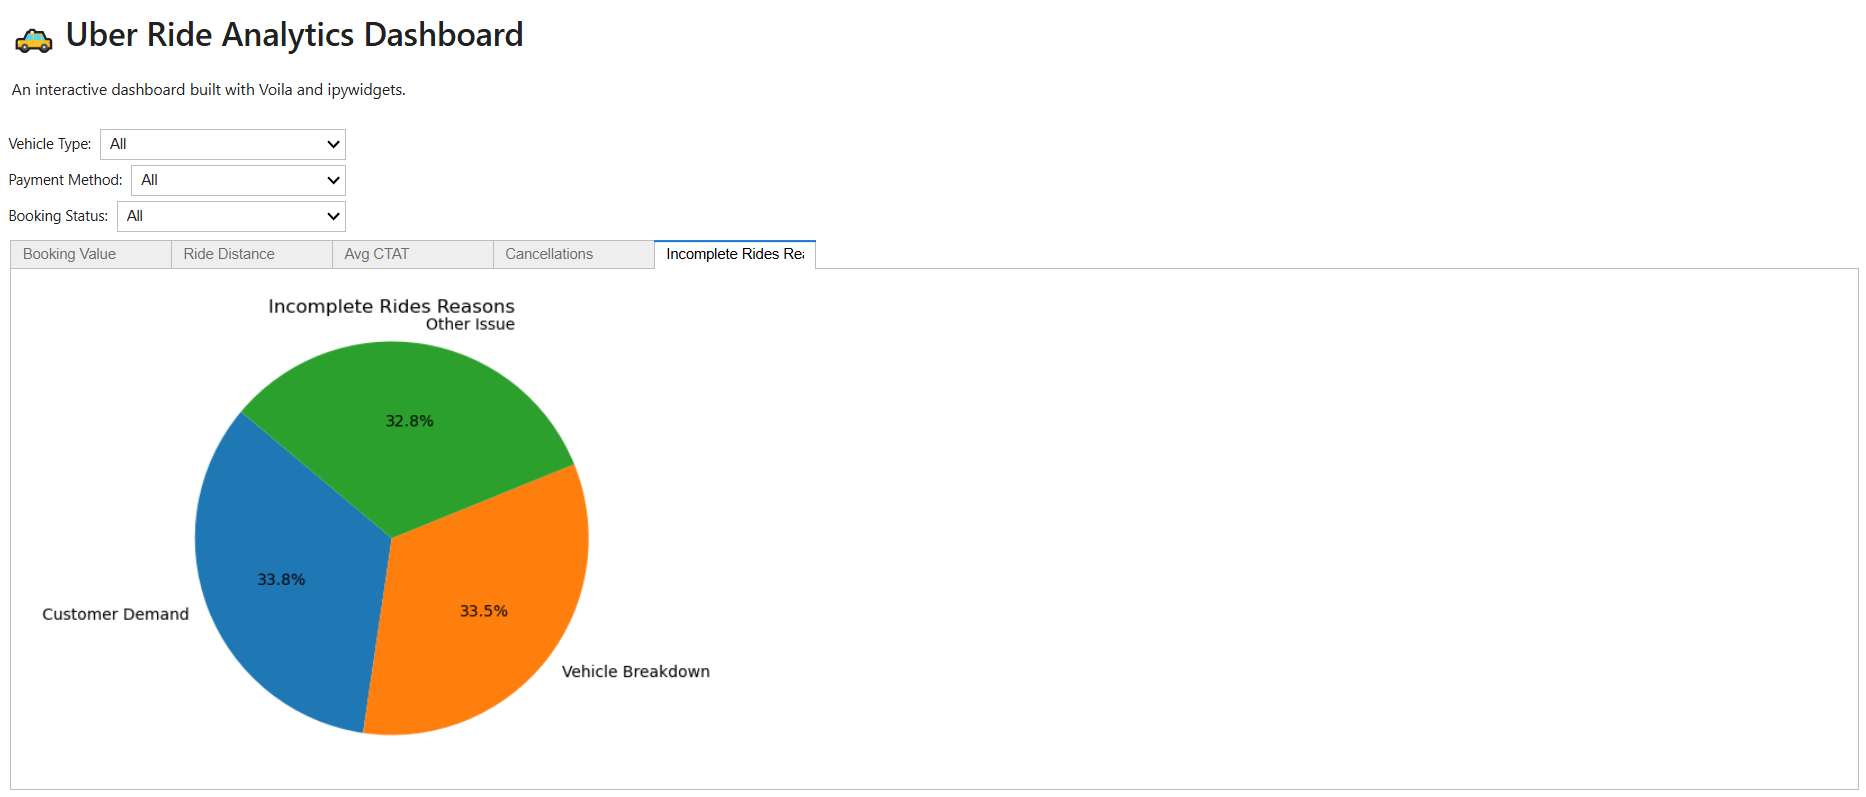 Uber Ride Analytics Dashboard
An interactive dashboard built with Voila and ipywidgets.
Vehicle Type: All
Payment Method: All
Booking Status: All
Booking Value Ride Distance Avg CTAT Cancellations Incomplete Rides Rea
Incomplete Rides Reasons
Other Issue
32.8%
33.8%
33.5%
Customer Demand
Vehicle Breakdown